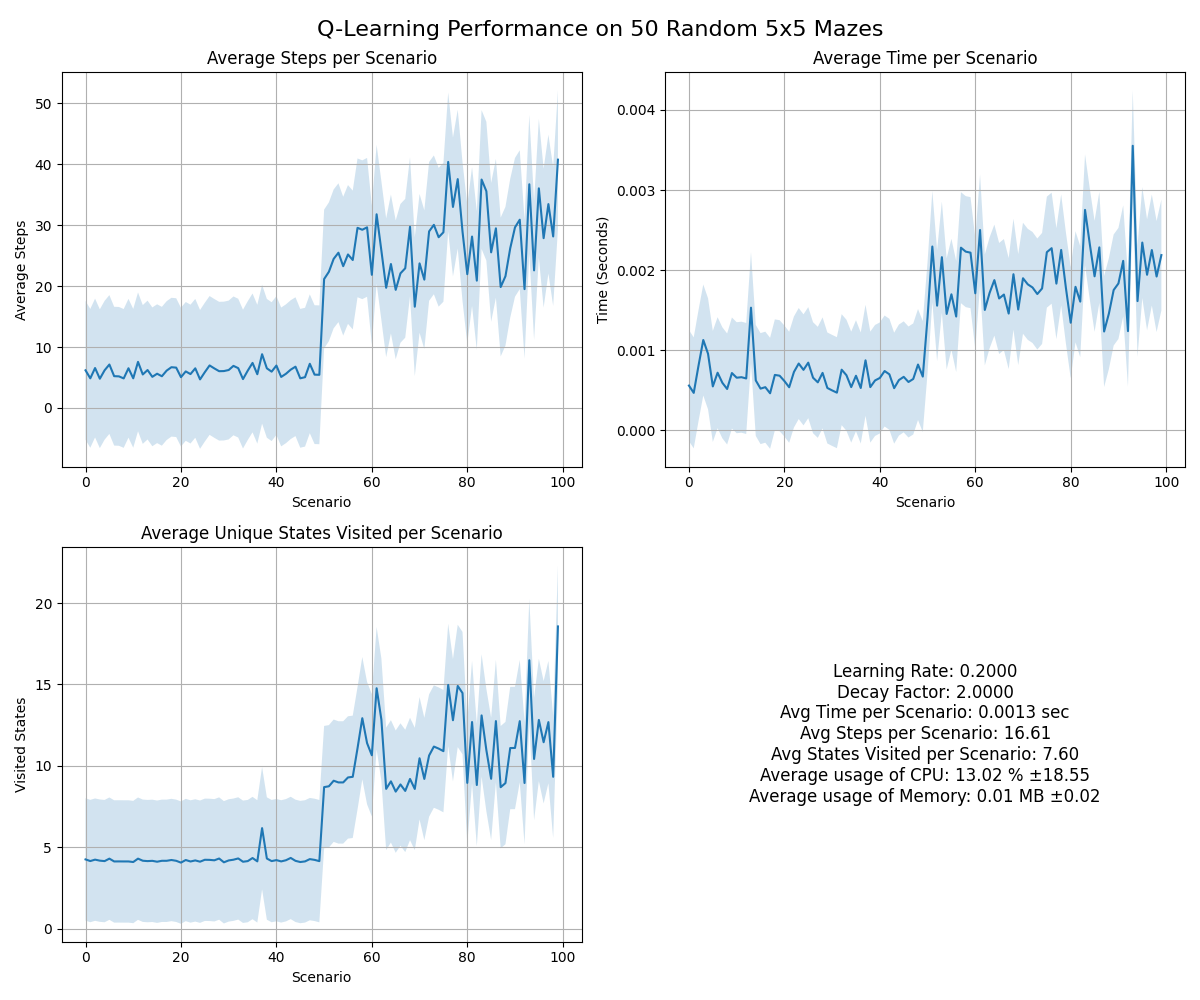 Q-Learning Performance on 50 Random 5x5 Mazes
Average Steps per Scenario
50
40
30
20
10
0
Average Steps
0 20 40 60 80 100
Scenario
Average Time per Scenario
0.004
0.003
0.002
0.001
0.000
Time (Seconds)
0 20 40 60 80 100
Scenario
Average Unique States Visited per Scenario
20
15
10
5
0
Visited States
0 20 40 60 80 100
Scenario
Learning Rate: 0.2000
Decay Factor: 2.0000
Avg Time per Scenario: 0.0013 sec
Avg Steps per Scenario: 16.61
Avg States Visited per Scenario: 7.60
Average usage of CPU: 13.02 % ±18.55
Average usage of Memory: 0.01 MB ±0.02